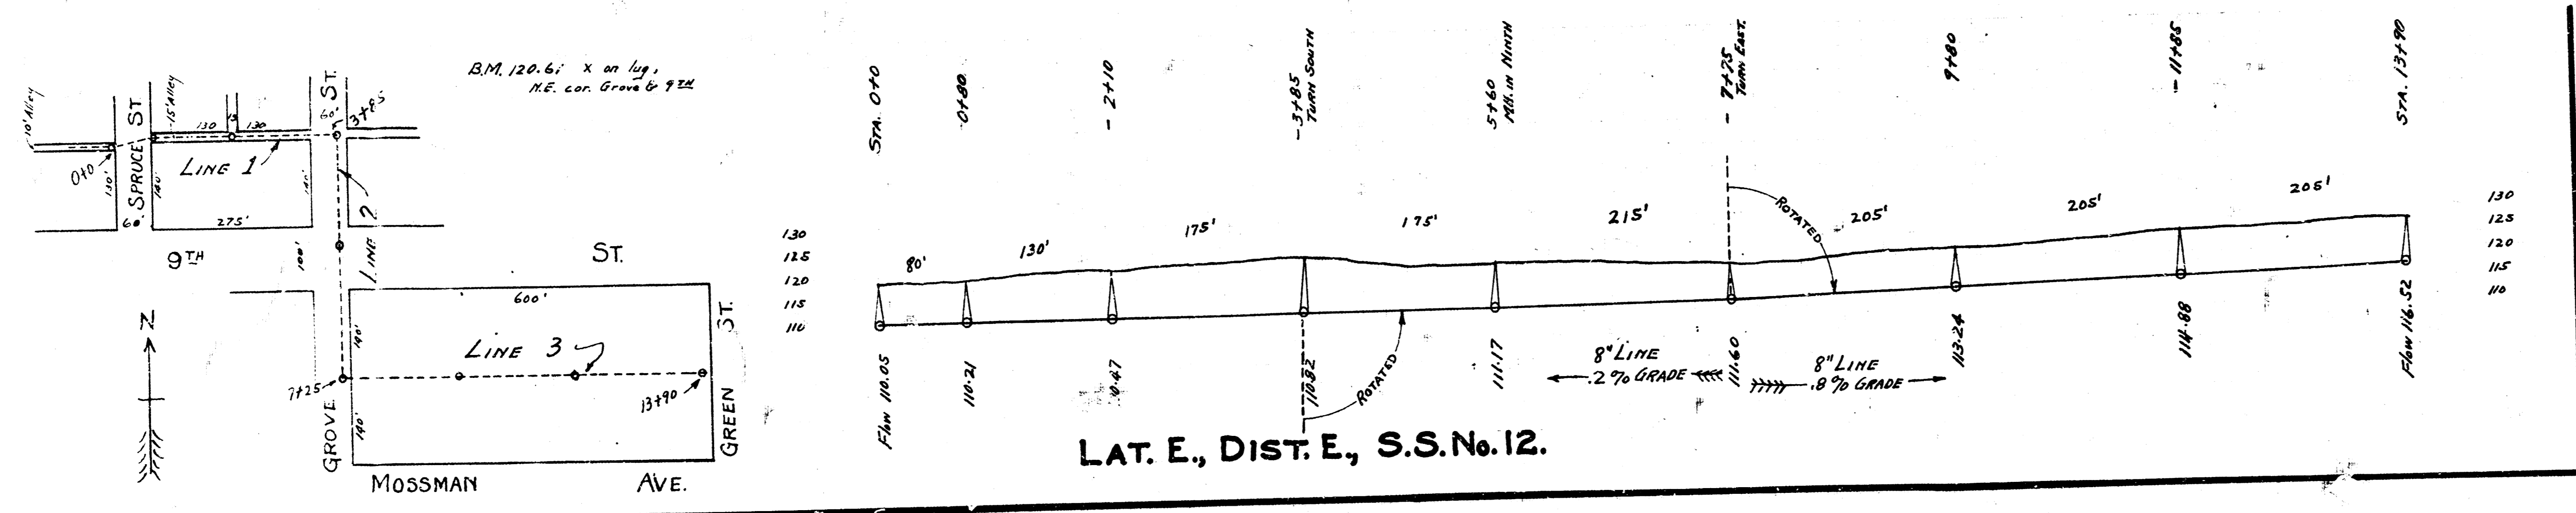 B.M. 120.61 X on lug,
N.E. cor. Grove & 9TH
10' Alley
SPRUCE ST.
15' Alley
130
15
130
60'
ST.
3+85
0+0
130'
140'
LINE 1
140'
60'
275'
9TH
ST.
100'
LINE 2
600'
N
140'
LINE 3
7+25
13+90
GROVE
140'
GREEN ST.
MOSSMAN AVE.
STA. 0+0
0+80
- 2+10
- 3+85
TURN SOUTH
5+60
M.H. in NINTH
- 7+75
TURN EAST.
9+80
- 11+85
STA. 13+90
130
125
120
115
110
80'
130'
175'
175'
215'
ROTATED
205'
205'
205'
130
125
120
115
110
Flow 110.05
110.21
110.82
ROTATED
111.17
8" LINE
.2% GRADE
111.60
8" LINE
.8% GRADE
113.24
114.88
Flow 116.52
LAT. E., DIST. E., S.S. No. 12.